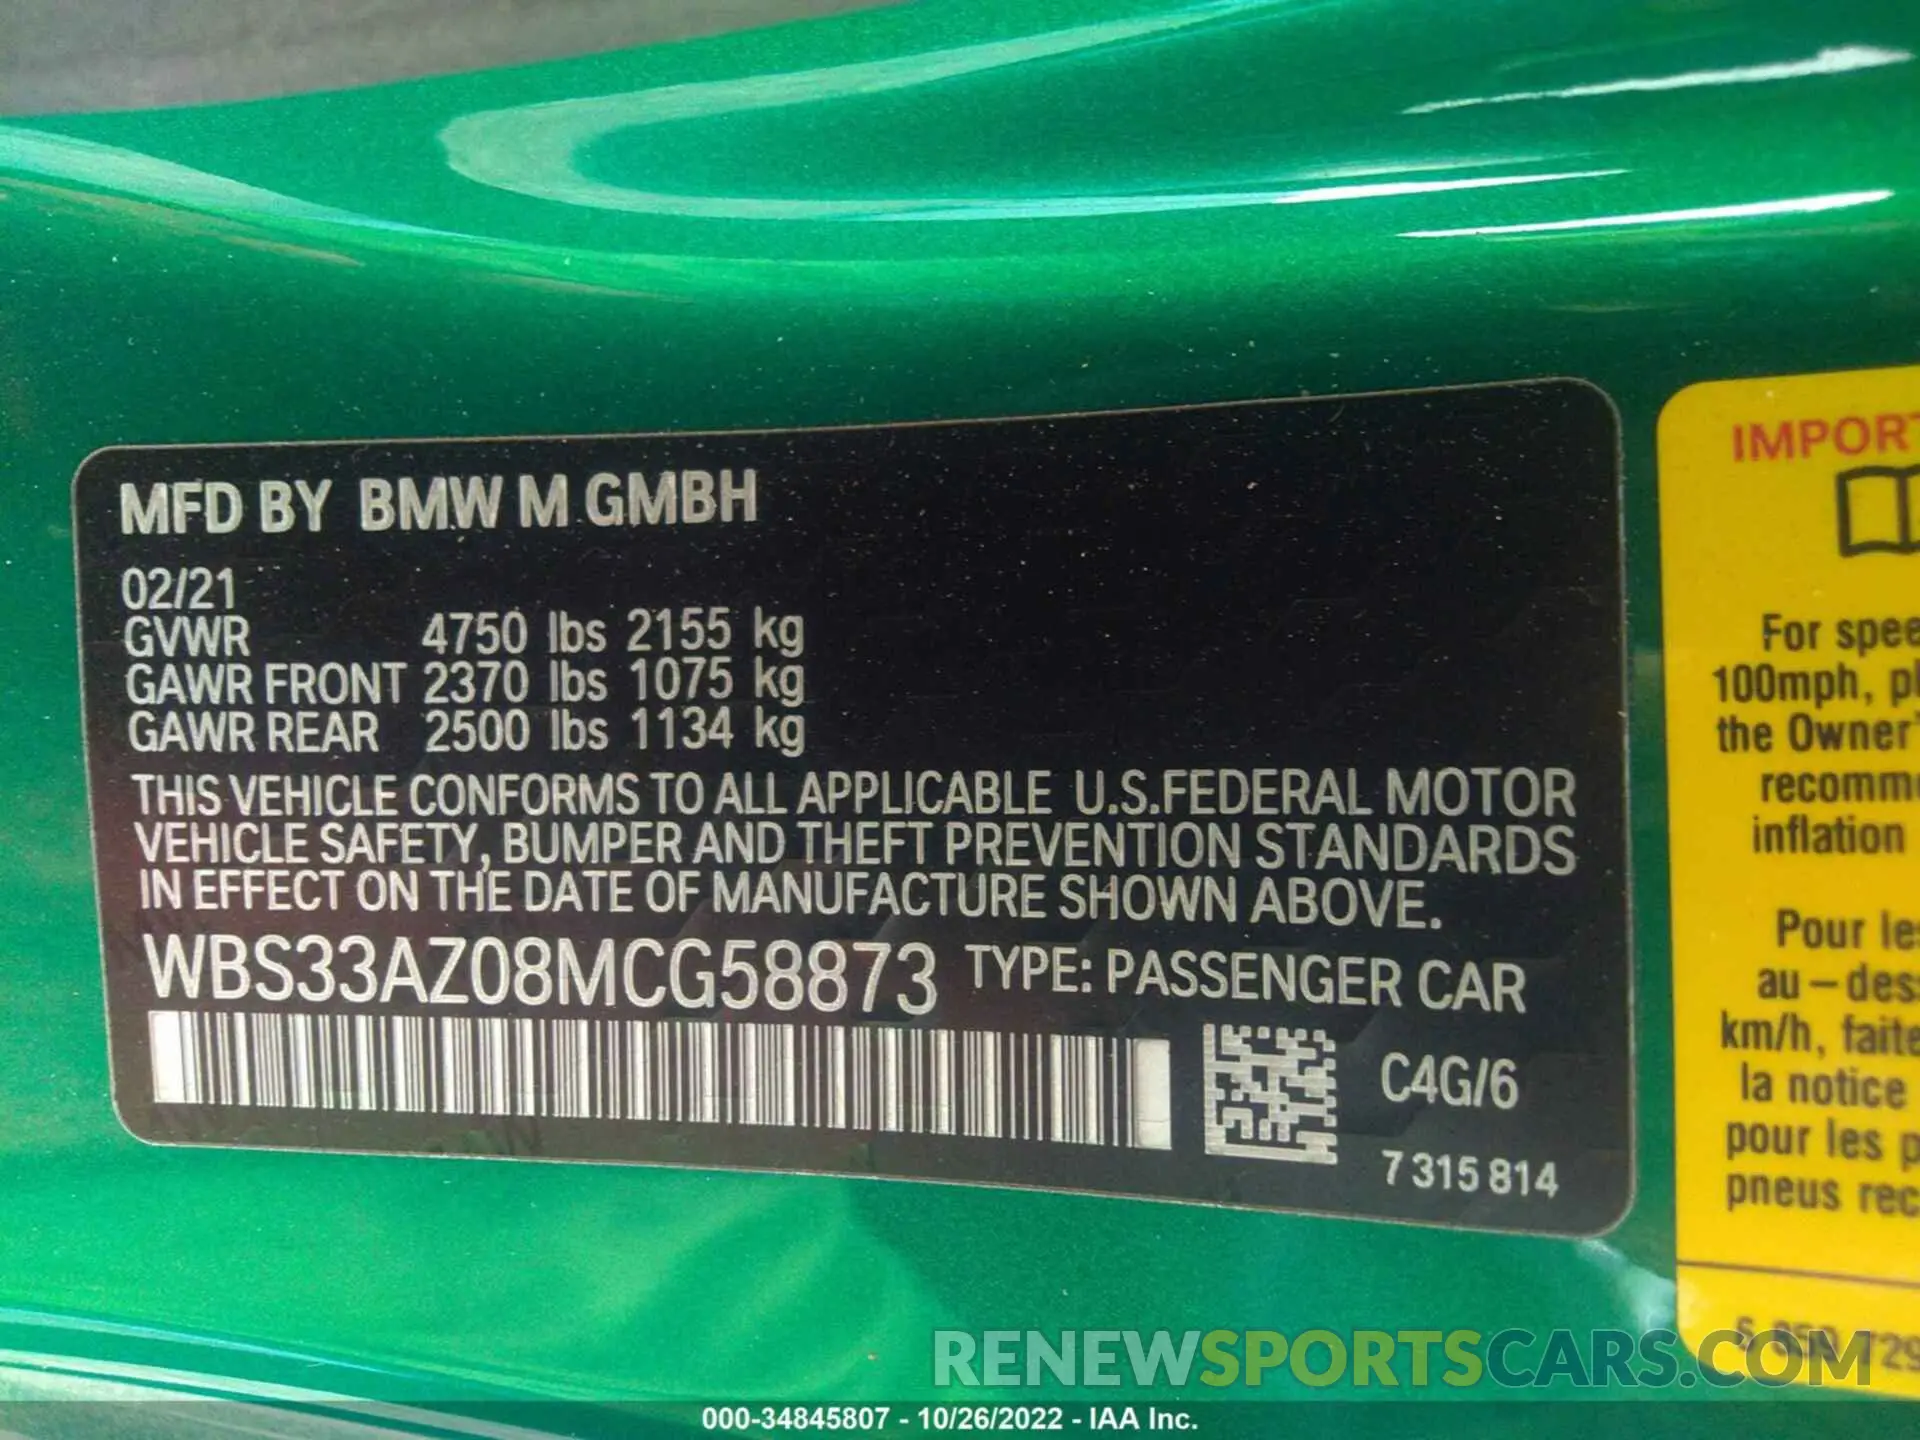 MFD BY BMW M GMBH
02/21
GVWR 4750 lbs 2155 kg
GAWR FRONT 2370 lbs 1075 kg
GAWR REAR 2500 lbs 1134 kg
THIS VEHICLE CONFORMS TO ALL APPLICABLE U.S.FEDERAL MOTOR
VEHICLE SAFETY, BUMPER AND THEFT PREVENTION STANDARDS
IN EFFECT ON THE DATE OF MANUFACTURE SHOWN ABOVE.
WBS33AZ08MCG58873 TYPE: PASSENGER CAR
C4G/6
7 315 814
IMPORT
For spee
100mph, pl
the Owner'
recomme
inflation
Pour les
au-dess
km/h, faite
la notice
pour les p
pneus rec
RENEWSPORTSCARS.COM
000-34845807 - 10/26/2022 - IAA Inc.